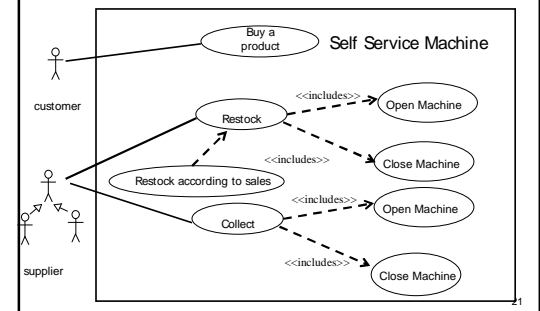 Buy a
product
Self Service Machine
customer
<<includes>>
Open Machine
Restock
<<includes>>
Close Machine
Restock according to sales
<<includes>>
Open Machine
Collect
<<includes>>
Close Machine
supplier
21